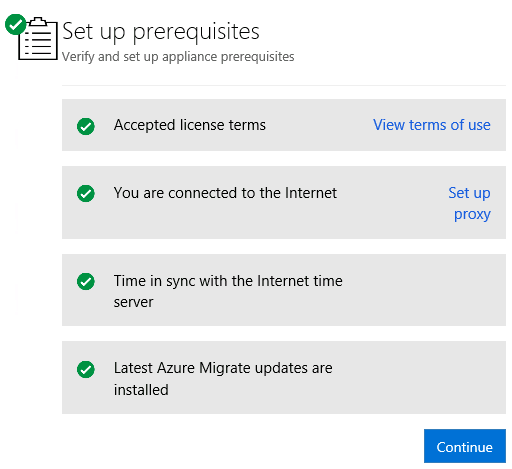 Set up prerequisites
Verify and set up appliance prerequisites
Accepted license terms
View terms of use
You are connected to the Internet
Set up
proxy
Time in sync with the Internet time
server
Latest Azure Migrate updates are
installed
Continue